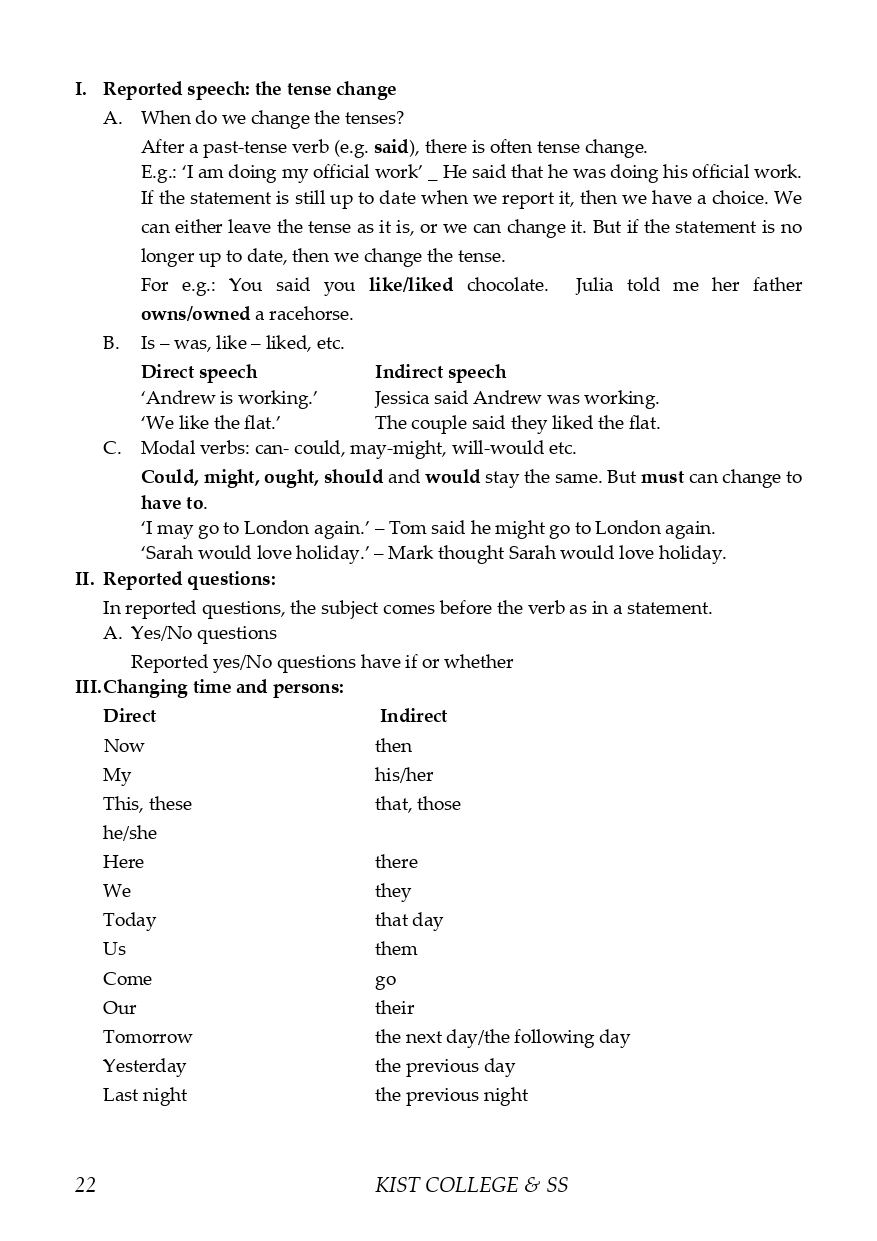 I. Reported speech: the tense change
A. When do we change the tenses?
After a past-tense verb (e.g. said), there is often tense change.
E.g.: ‘I am doing my official work’ _ He said that he was doing his official work.
If the statement is still up to date when we report it, then we have a choice. We
can either leave the tense as it is, or we can change it. But if the statement is no
longer up to date, then we change the tense.
For e.g.: You said you like/liked chocolate. Julia told me her father
owns/owned a racehorse.
B. Is – was, like – liked, etc.
Direct speech Indirect speech
‘Andrew is working.’ Jessica said Andrew was working.
‘We like the flat.’ The couple said they liked the flat.
C. Modal verbs: can- could, may-might, will-would etc.
Could, might, ought, should and would stay the same. But must can change to
have to.
‘I may go to London again.’ – Tom said he might go to London again.
‘Sarah would love holiday.’ – Mark thought Sarah would love holiday.
II. Reported questions:
In reported questions, the subject comes before the verb as in a statement.
A. Yes/No questions
Reported yes/No questions have if or whether
III.Changing time and persons:
Direct Indirect
Now then
My his/her
This, these that, those
he/she
Here there
We they
Today that day
Us them
Come go
Our their
Tomorrow the next day/the following day
Yesterday the previous day
Last night the previous night
22 KIST COLLEGE & SS